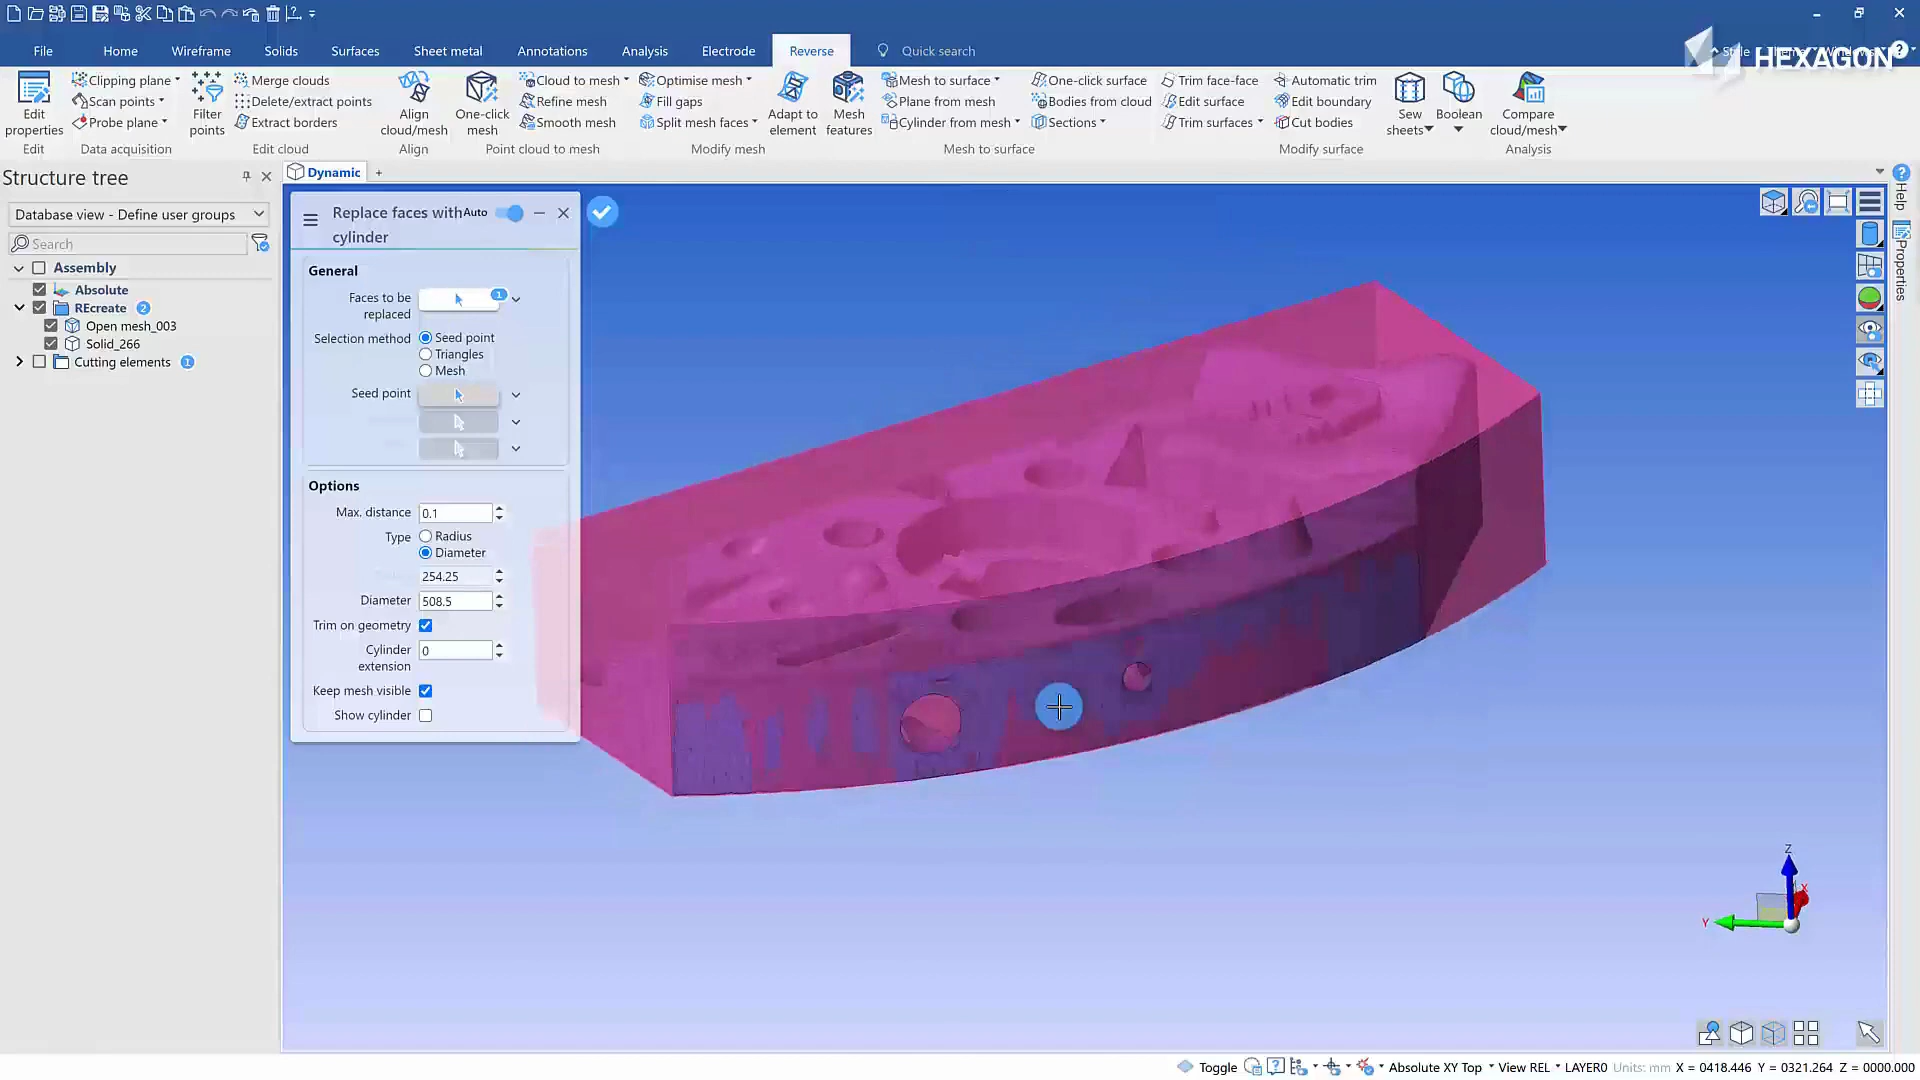 HEXAGON
File Home Wireframe Solids Surfaces Sheet metal Annotations Analysis Electrode Reverse Quick search Style
Edit properties
Clipping plane
Scan points
Probe plane
Filter points
Merge clouds
Delete/extract points
Extract borders
Align cloud/mesh
One-click mesh
Cloud to mesh
Refine mesh
Smooth mesh
Optimise mesh
Fill gaps
Split mesh faces
Adapt to element
Mesh features
Mesh to surface
Plane from mesh
Cylinder from mesh
One-click surface
Bodies from cloud
Sections
Trim face-face
Edit surface
Trim surfaces
Automatic trim
Edit boundary
Cut bodies
Sew sheets
Boolean
Compare cloud/mesh
Edit Data acquisition Edit cloud Align Point cloud to mesh Modify mesh Mesh to surface Modify surface Analysis
Structure tree
Database view - Define user groups
Search
Assembly
Absolute
REcreate 2
Open mesh_003
Solid_266
Cutting elements 1
Dynamic +
Replace faces with Auto
cylinder
General
Faces to be 1
replaced
Selection method Seed point
Triangles
Mesh
Seed point
Options
Max. distance 0.1
Type Radius
Diameter
254.25
Diameter 508.5
Trim on geometry
Cylinder 0
extension
Keep mesh visible
Show cylinder
Help
Properties
Z
X
Y
Toggle Absolute XY Top View REL LAYER0 Units: mm X = 0418.446 Y = 0321.264 Z = 0000.000